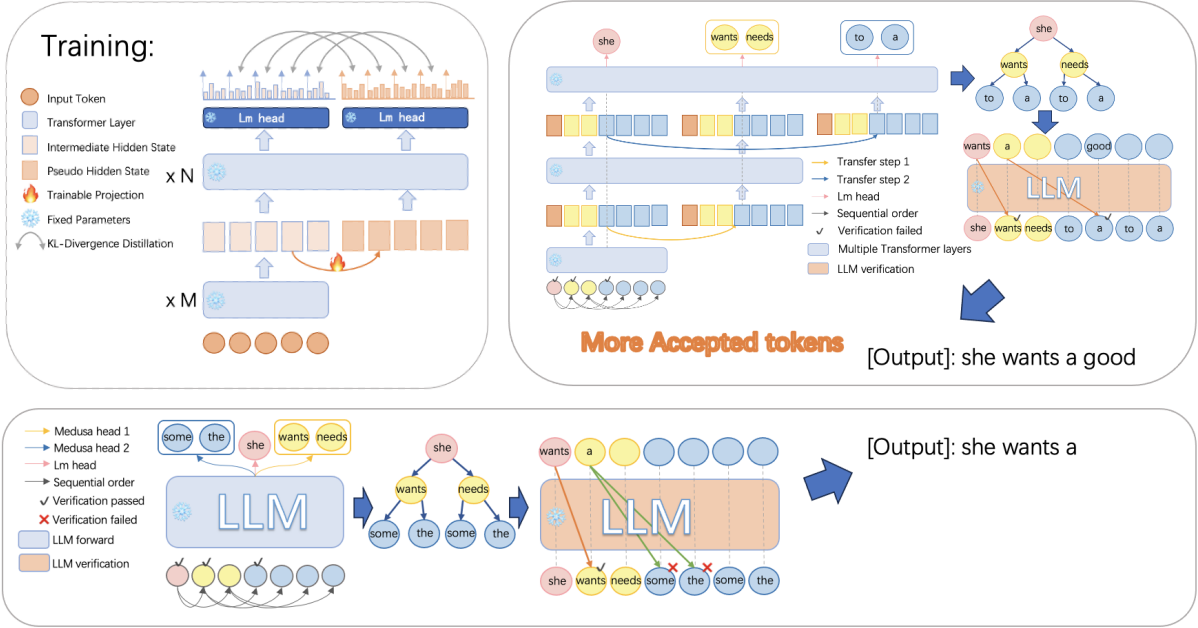 Training:
Input Token
Transformer Layer
Intermediate Hidden State
Pseudo Hidden State
Trainable Projection
Fixed Parameters
KL-Divergence Distillation
Lm head
Lm head
x N
x M
she
wants
needs
to
a
Transfer step 1
Transfer step 2
Lm head
Sequential order
Verification failed
Multiple Transformer layers
LLM verification
she
wants
needs
to
a
to
a
wants
a
good
LLM
she
wants
needs
to
a
to
a
More Accepted tokens
[Output]: she wants a good
Medusa head 1
Medusa head 2
Lm head
Sequential order
Verification passed
Verification failed
LLM forward
LLM verification
some
the
she
wants
needs
LLM
she
wants
needs
some
the
some
the
wants
a
LLM
she
wants
needs
some
the
some
the
[Output]: she wants a